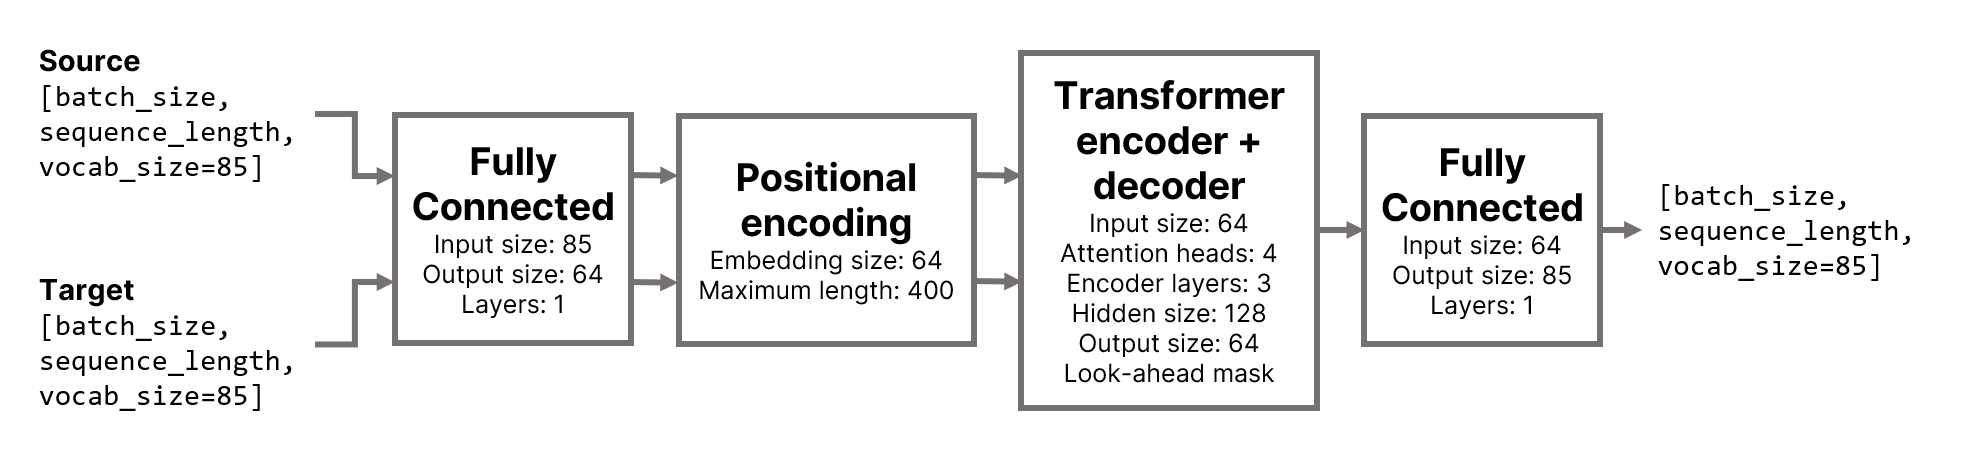 Source
[batch_size,
sequence_length,
vocab_size=85]
Target
[batch_size,
sequence_length,
vocab_size=85]
Fully
Connected
Input size: 85
Output size: 64
Layers: 1
Positional
encoding
Embedding size: 64
Maximum length: 400
Transformer
encoder +
decoder
Input size: 64
Attention heads: 4
Encoder layers: 3
Hidden size: 128
Output size: 64
Look-ahead mask
Fully
Connected
Input size: 64
Output size: 85
Layers: 1
[batch_size,
sequence_length,
vocab_size=85]